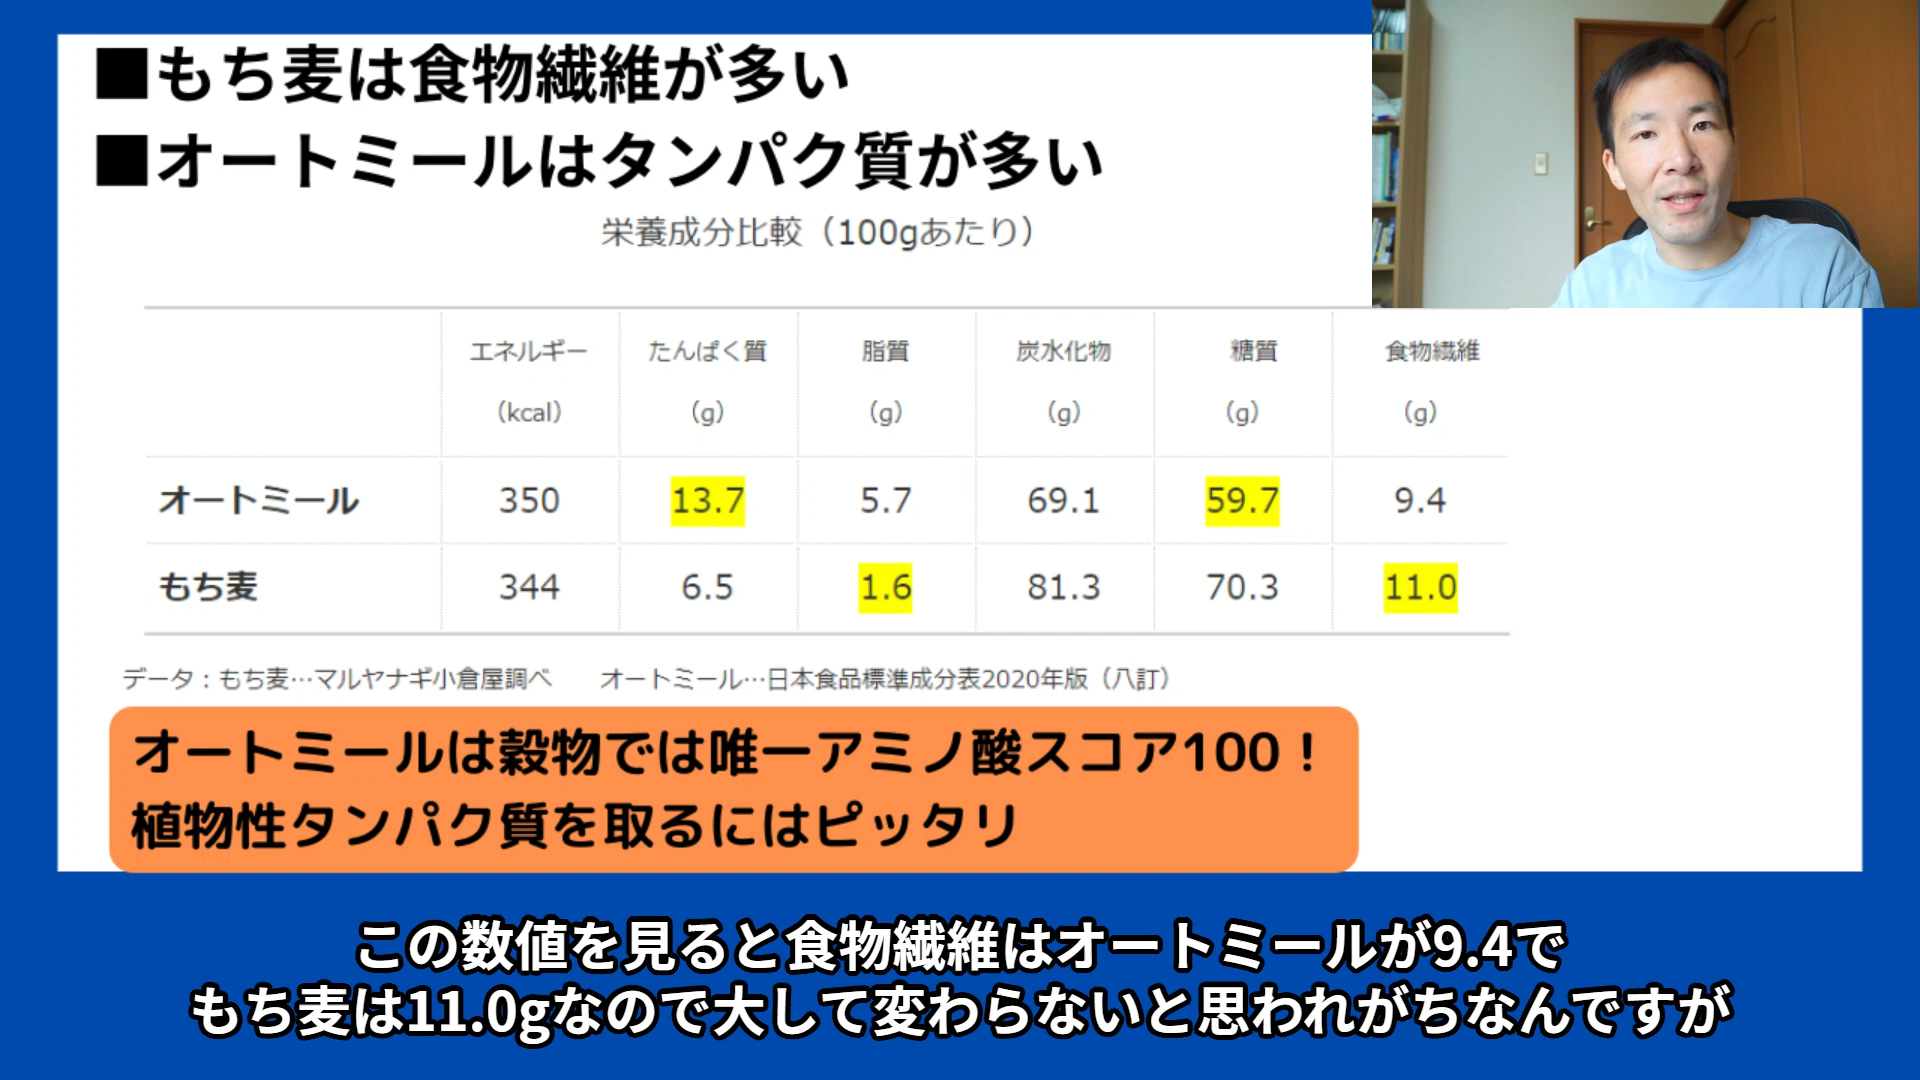 ■もち麦は食物繊維が多い
■オートミールはタンパク質が多い
栄養成分比較（100gあたり）
エネルギー たんぱく質 脂質 炭水化物 糖質 食物繊維
（kcal） （g） （g） （g） （g） （g）
オートミール 350 13.7 5.7 69.1 59.7 9.4
もち麦 344 6.5 1.6 81.3 70.3 11.0
データ：もち麦…マルヤナギ小倉屋調べ オートミール…日本食品標準成分表2020年版（八訂）
オートミールは穀物では唯一アミノ酸スコア100！
植物性タンパク質を取るにはピッタリ
この数値を見ると食物繊維はオートミールが9.4で
もち麦は11.0gなので大して変わらないと思われがちなんですが